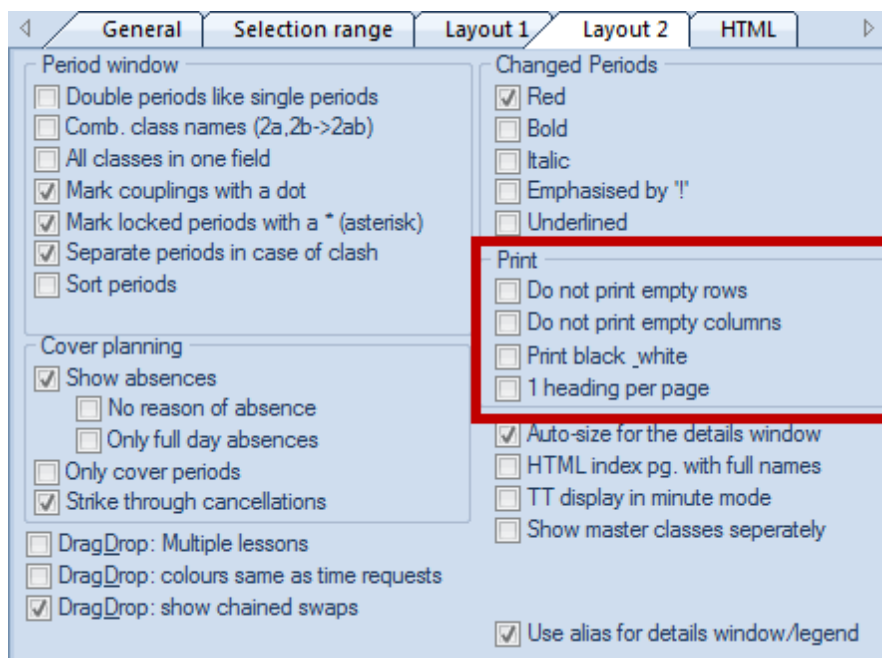 General Selection range Layout 1 Layout 2 HTML
Period window
Double periods like single periods
Comb. class names (2a,2b->2ab)
All classes in one field
Mark couplings with a dot
Mark locked periods with a * (asterisk)
Separate periods in case of clash
Sort periods
Cover planning
Show absences
No reason of absence
Only full day absences
Only cover periods
Strike through cancellations
DragDrop: Multiple lessons
DragDrop: colours same as time requests
DragDrop: show chained swaps
Changed Periods
Red
Bold
Italic
Emphasised by '!'
Underlined
Print
Do not print empty rows
Do not print empty columns
Print black _white
1 heading per page
Auto-size for the details window
HTML index pg. with full names
TT display in minute mode
Show master classes seperately
Use alias for details window/legend